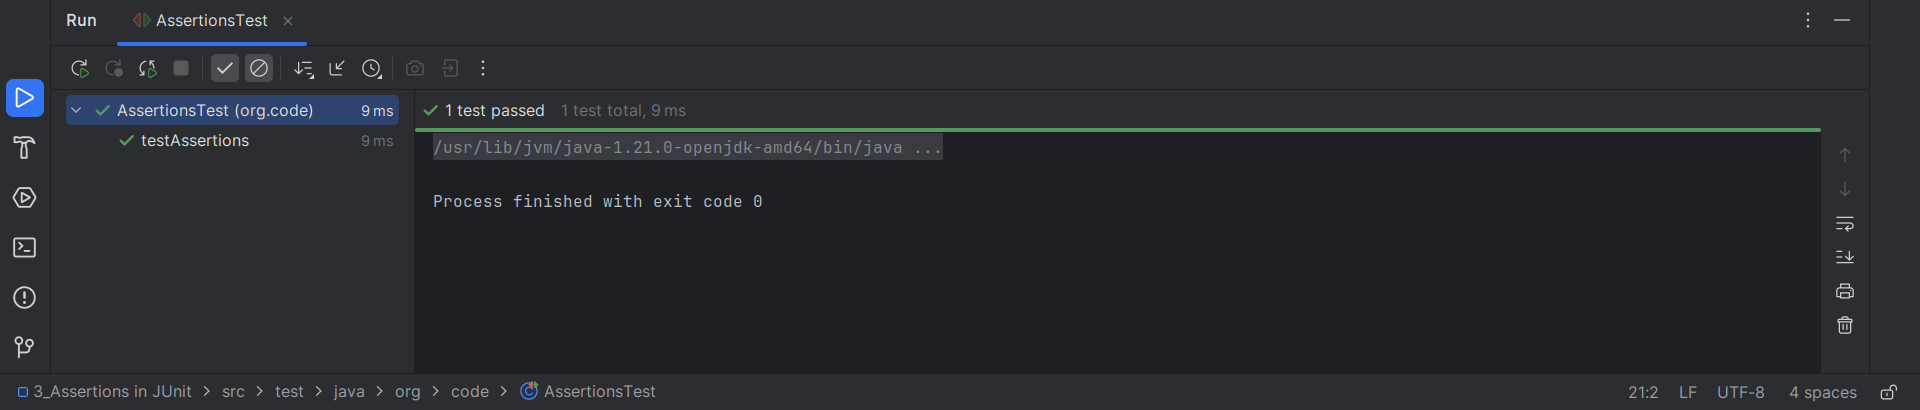 Run AssertionsTest
AssertionsTest (org.code) 9 ms
testAssertions 9 ms
1 test passed 1 test total, 9 ms
/usr/lib/jvm/java-1.21.0-openjdk-amd64/bin/java ...
Process finished with exit code 0
3_Assertions in JUnit > src > test > java > org > code > AssertionsTest
21:2 LF UTF-8 4 spaces